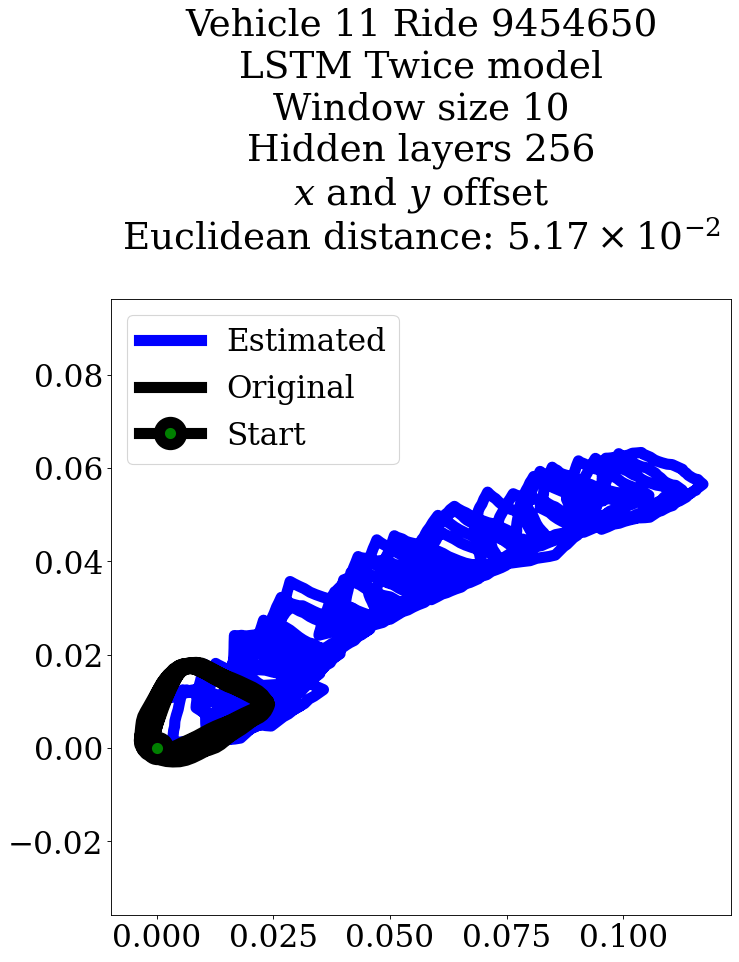 Vehicle 11 Ride 9454650
LSTM Twice model
Window size 10
Hidden layers 256
x and y offset
Euclidean distance: 5.17 × 10⁻²
Estimated
Original
Start
0.08
0.06
0.04
0.02
0.00
−0.02
0.000 0.025 0.050 0.075 0.100